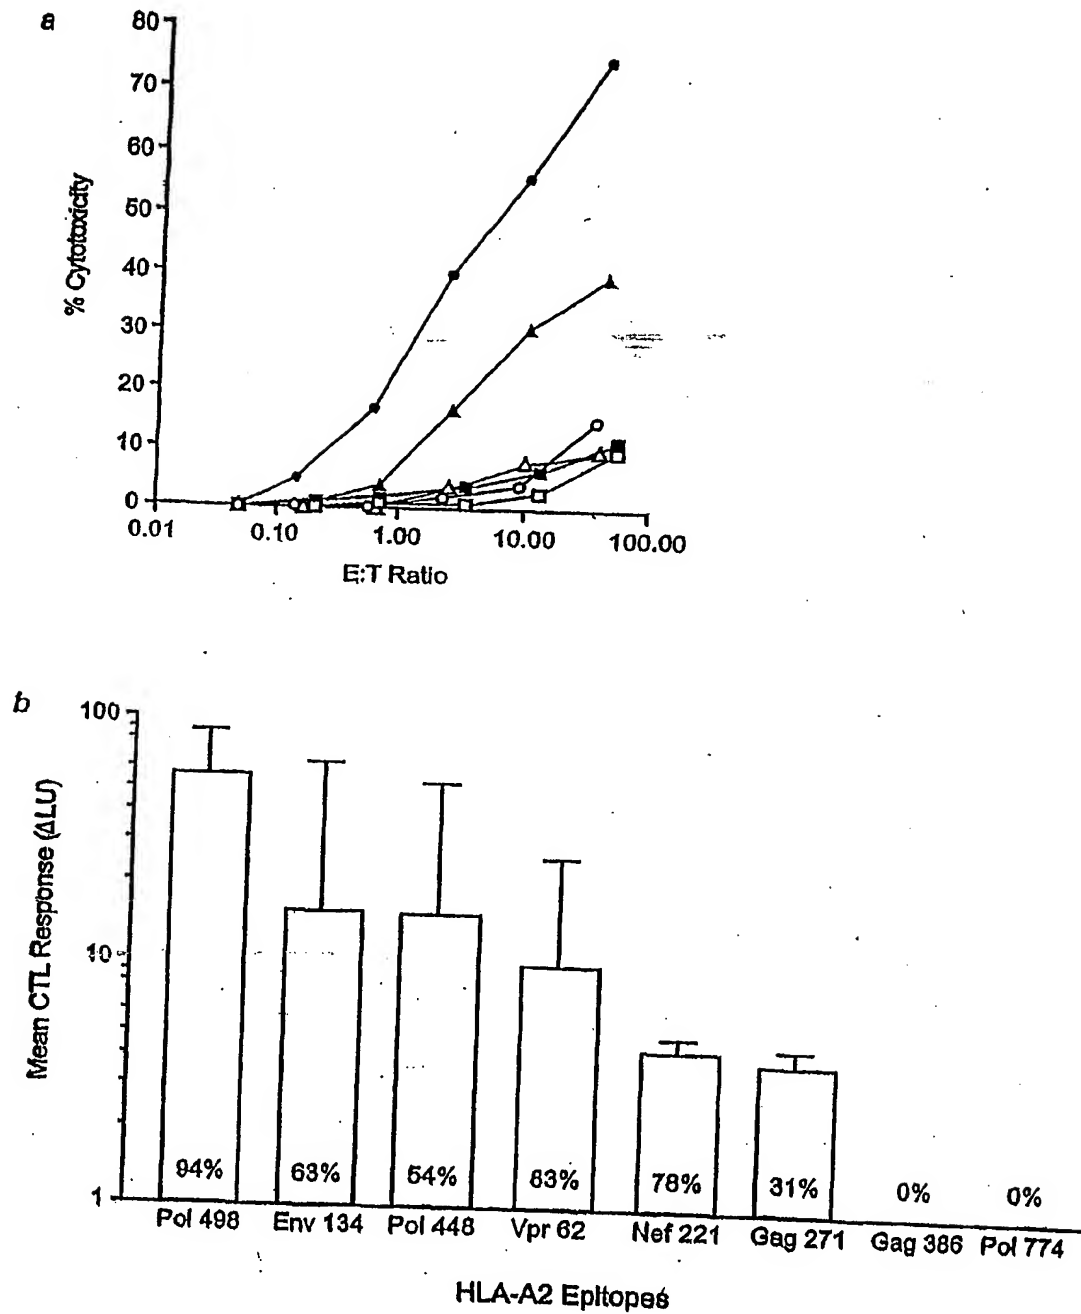 a
80
70
60
50
40
30
20
10
0
% Cytotoxicity
0.01 0.10 1.00 10.00 100.00
E:T Ratio
b
100
10
1
Mean CTL Response (ΔLU)
94% 63% 54% 83% 78% 31% 0% 0%
Pol 498 Env 134 Pol 448 Vpr 62 Nef 221 Gag 271 Gag 386 Pol 774
HLA-A2 Epitopes